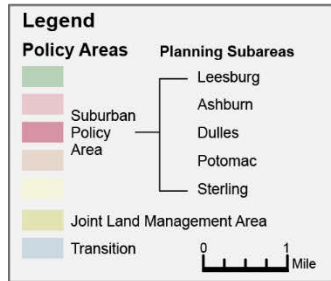 Legend
Policy Areas
Planning Subareas
Suburban
Policy
Area
Leesburg
Ashburn
Dulles
Potomac
Sterling
Joint Land Management Area
Transition
0 1
Mile